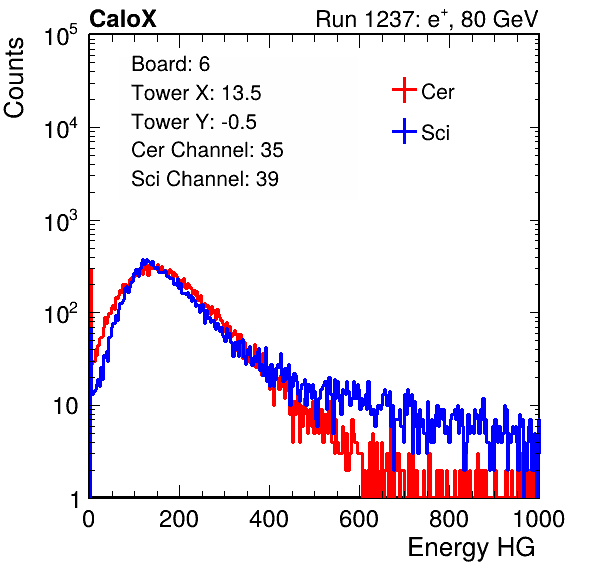 CaloX Run 1237: e⁺, 80 GeV
Counts
10⁵
10⁴
10³
10²
10
1
Board: 6
Tower X: 13.5
Tower Y: -0.5
Cer Channel: 35
Sci Channel: 39
Cer
Sci
0 200 400 600 800 1000
Energy HG